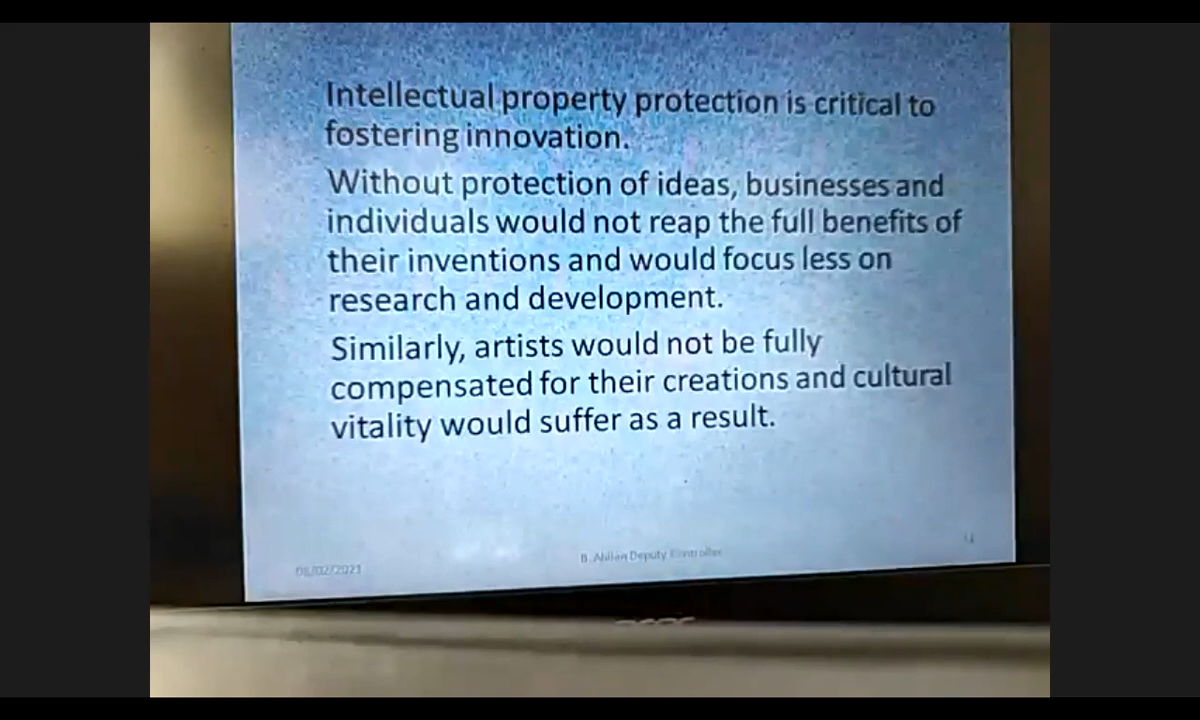 Intellectual property protection is critical to
fostering innovation.
Without protection of ideas, businesses and
individuals would not reap the full benefits of
their inventions and would focus less on
research and development.
Similarly, artists would not be fully
compensated for their creations and cultural
vitality would suffer as a result.
B. Deputy Controller